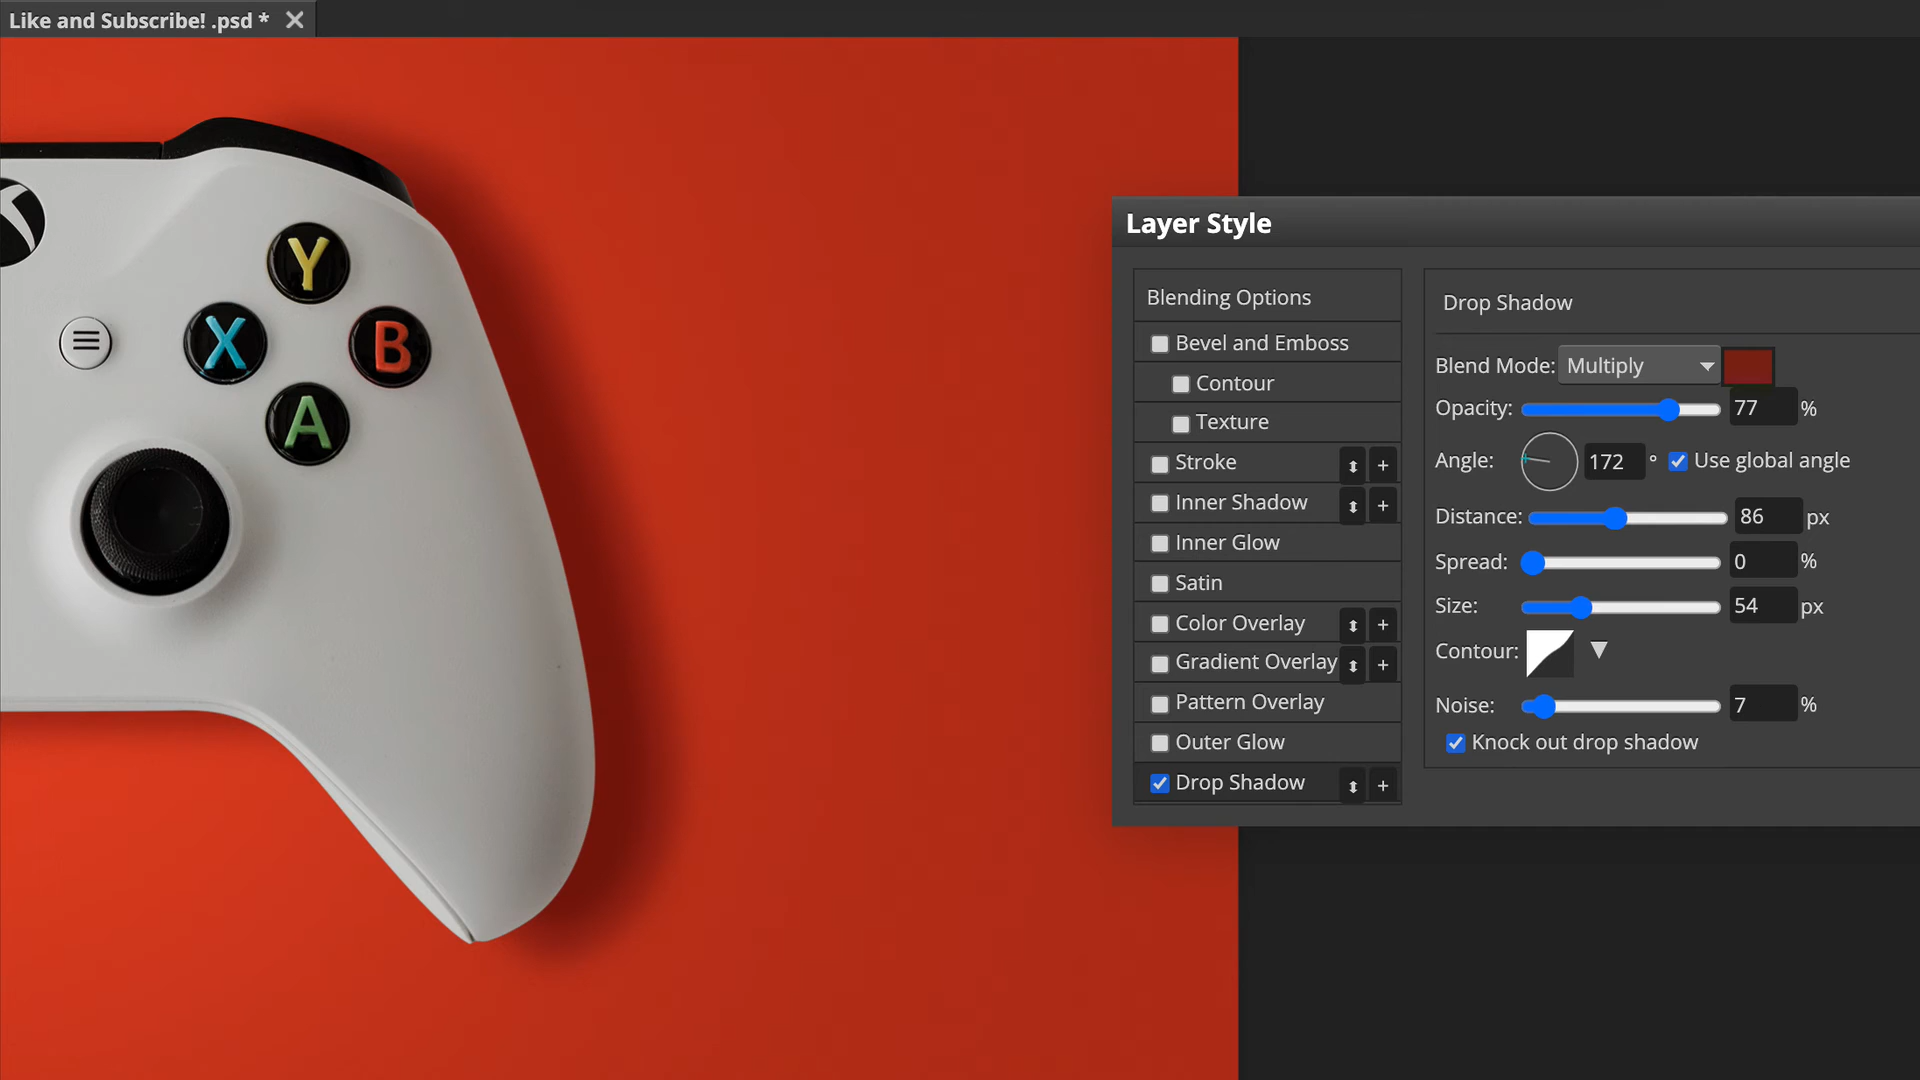 Like and Subscribe! .psd *
Layer Style
Blending Options
Bevel and Emboss
Contour
Texture
Stroke
+
Inner Shadow
+
Inner Glow
Satin
Color Overlay
+
Gradient Overlay
+
Pattern Overlay
Outer Glow
Drop Shadow
+
Drop Shadow
Blend Mode: Multiply
Opacity: 77 %
Angle: 172 ° Use global angle
Distance: 86 px
Spread: 0 %
Size: 54 px
Contour:
Noise: 7 %
Knock out drop shadow
Y
X
B
A